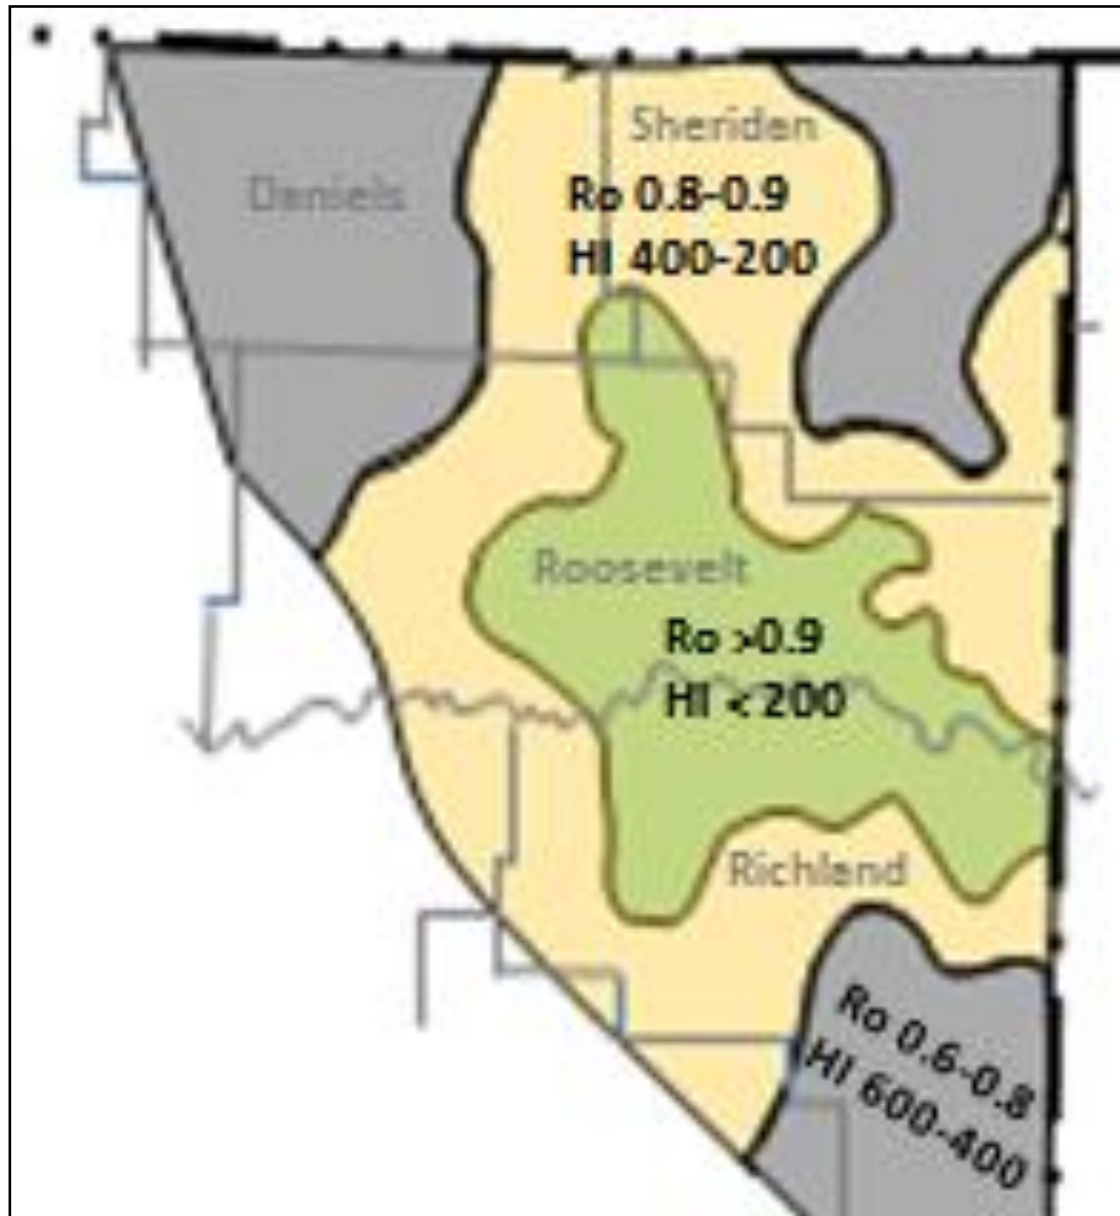 Sheridan
Daniels
Ro 0.8-0.9
HI 400-200
Roosevelt
Ro >0.9
HI <200
Richland
Ro 0.6-0.8
HI 600-400